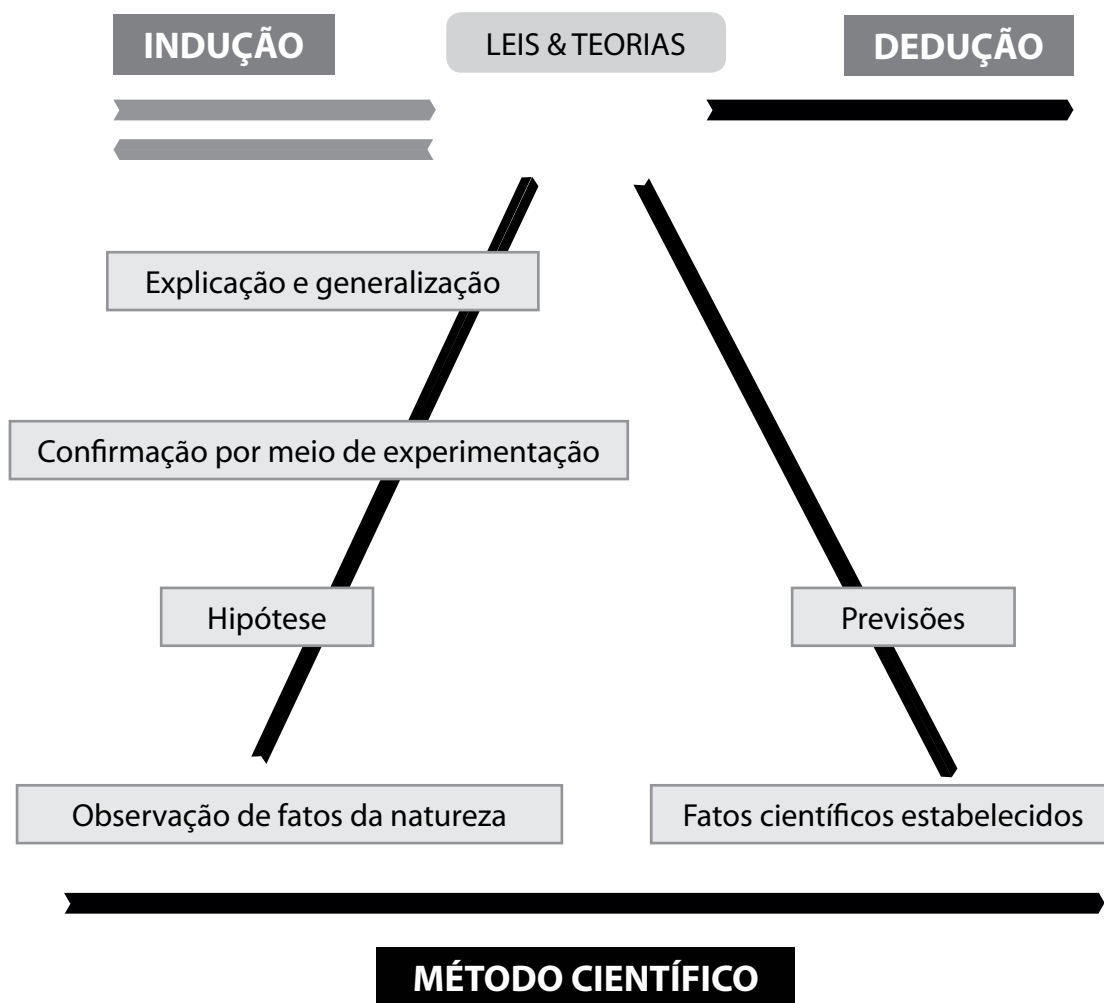 INDUÇÃO
LEIS & TEORIAS
DEDUÇÃO
Explicação e generalização
Confirmação por meio de experimentação
Hipótese
Previsões
Observação de fatos da natureza
Fatos científicos estabelecidos
MÉTODO CIENTÍFICO